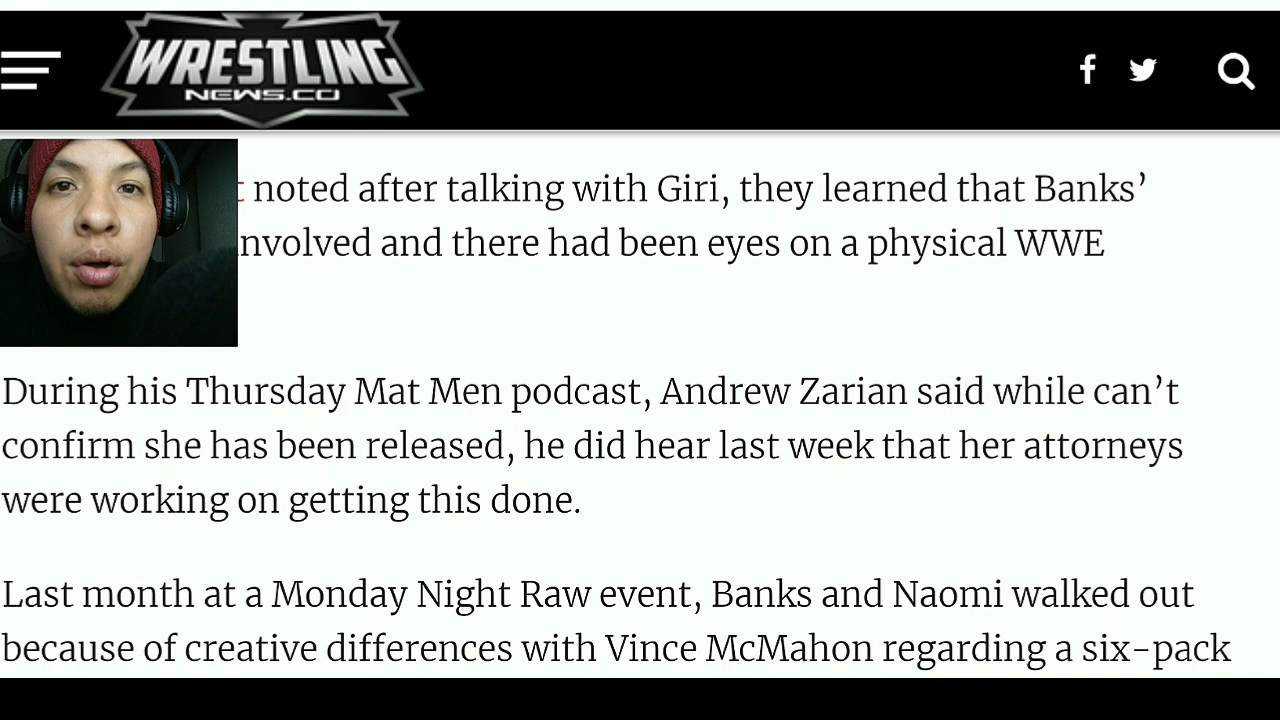 WRESTLING
NEWS.CO
noted after talking with Giri, they learned that Banks’
nvolved and there had been eyes on a physical WWE
During his Thursday Mat Men podcast, Andrew Zarian said while can’t
confirm she has been released, he did hear last week that her attorneys
were working on getting this done.
Last month at a Monday Night Raw event, Banks and Naomi walked out
because of creative differences with Vince McMahon regarding a six-pack